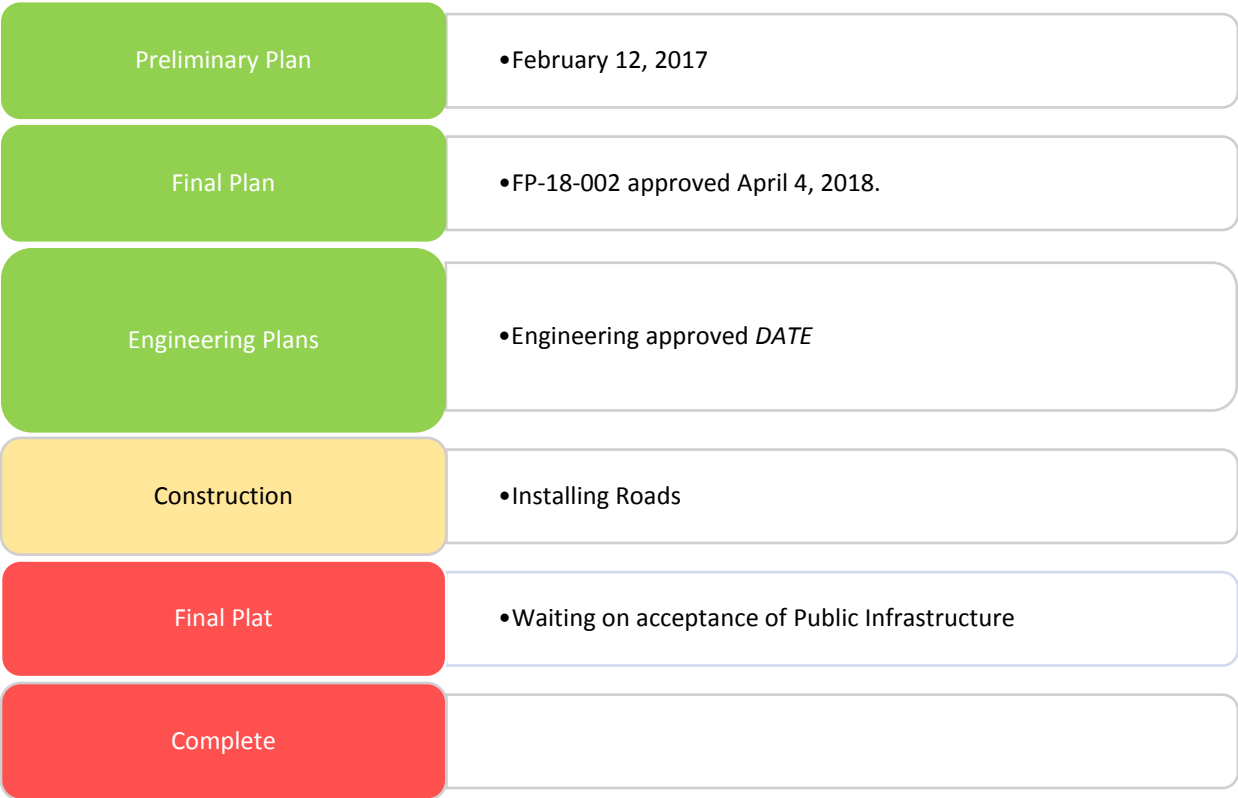 Preliminary Plan
•February 12, 2017
Final Plan
•FP-18-002 approved April 4, 2018.
Engineering Plans
•Engineering approved DATE
Construction
•Installing Roads
Final Plat
•Waiting on acceptance of Public Infrastructure
Complete